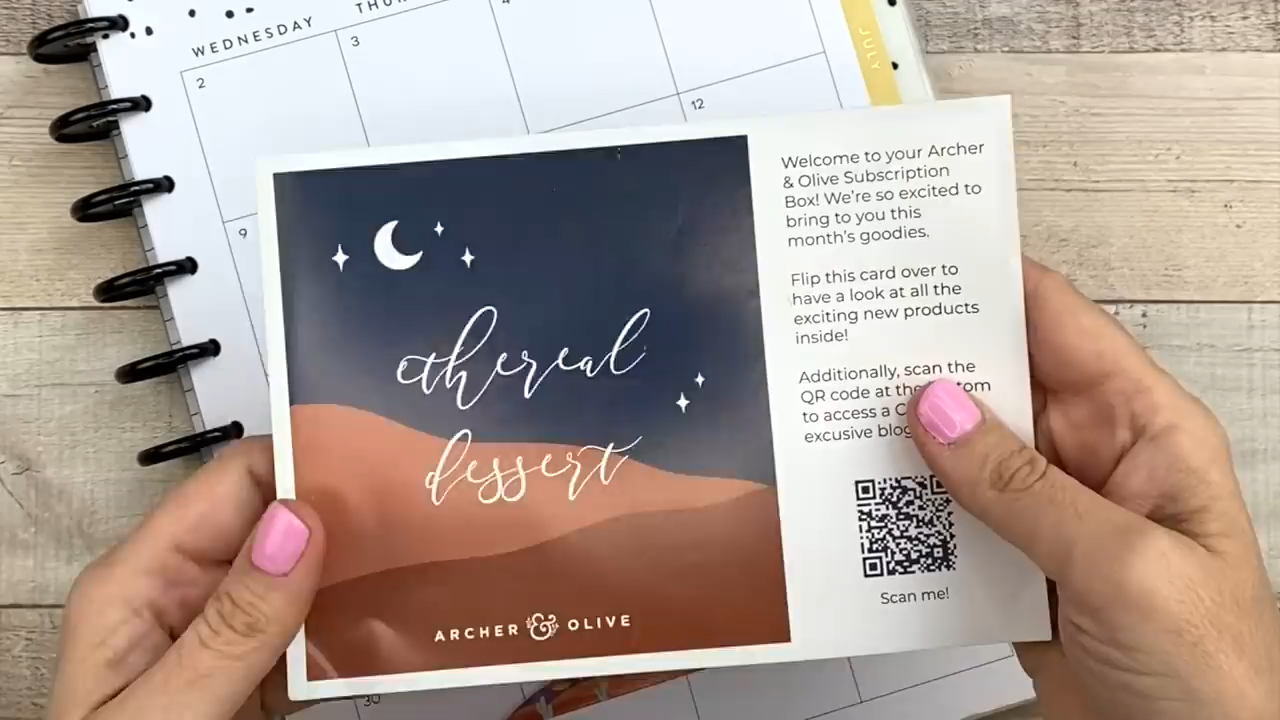 WEDNESDAY
2
3
4
12
9
JULY
ethereal
dessert
ARCHER & OLIVE
Welcome to your Archer
& Olive Subscription
Box! We're so excited to
bring to you this
month's goodies.
Flip this card over to
have a look at all the
exciting new products
inside!
Additionally, scan the
QR code at the
to access a
excusive
Scan me!
30